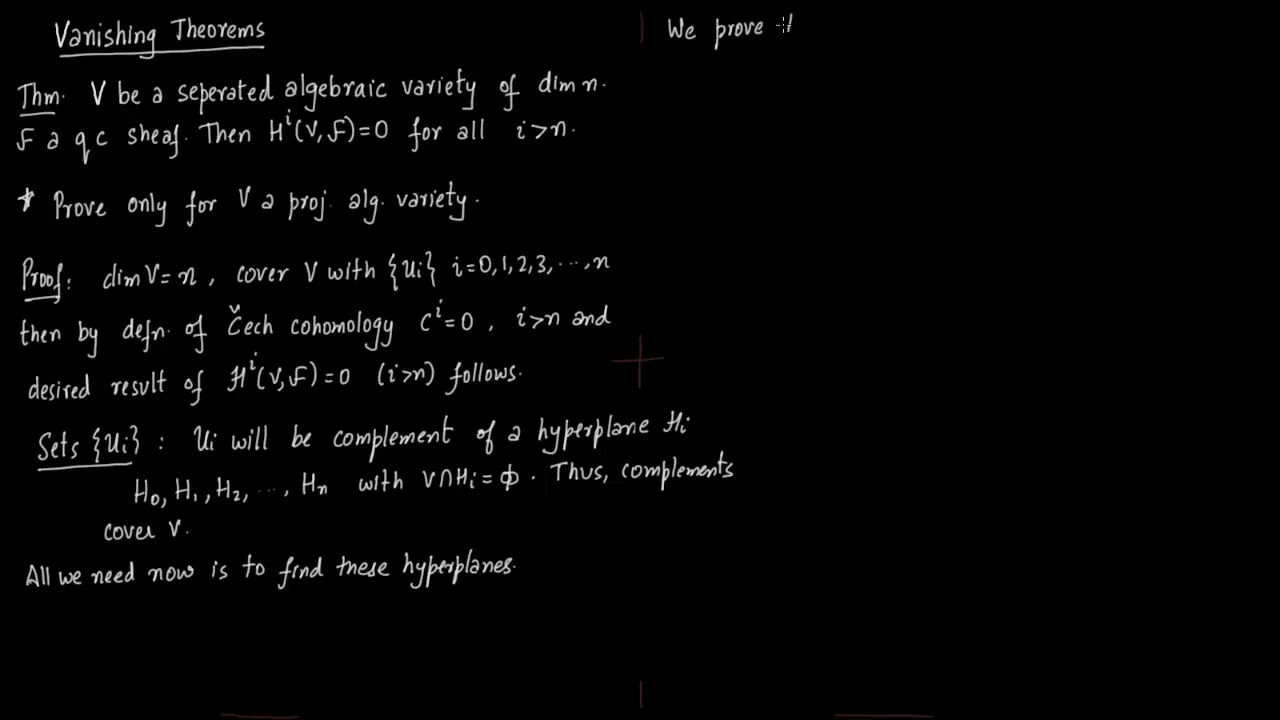 Vanishing Theorems
Thm. V be a seperated algebraic variety of dim n.
F a qc sheaf. Then H^i(V,F)=0 for all i>n.
* Prove only for V a proj. alg. variety.
Proof: dim V=n, cover V with {Ui} i=0,1,2,3,...,n
then by defn. of Čech cohomology C^i=0, i>n and
desired result of H^i(V,F)=0 (i>n) follows.
Sets {Ui} : Ui will be complement of a hyperplane Hi
H0, H1, H2, ..., Hn with V∩Hi=ϕ. Thus, complements
cover V.
All we need now is to find these hyperplanes.
We prove